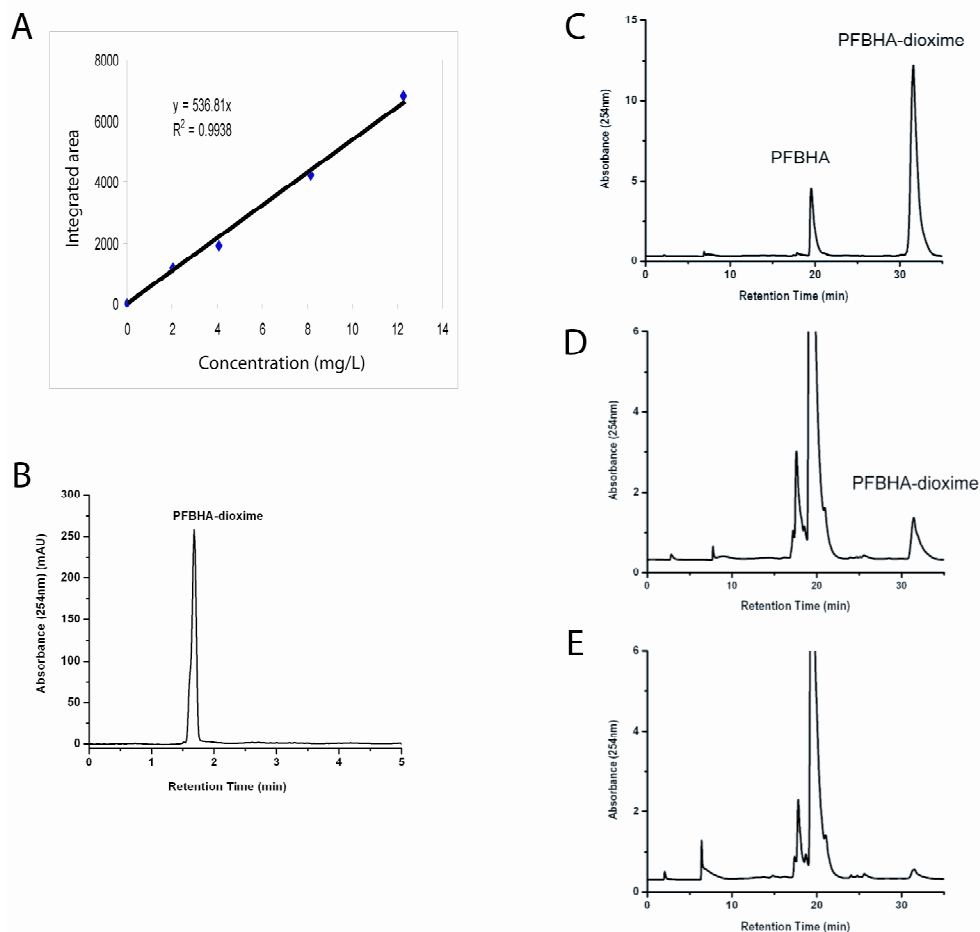 A
8000
6000
4000
2000
0
y = 536.81x
R² = 0.9938
Integrated area
0 2 4 6 8 10 12 14
Concentration (mg/L)
B
300
250
200
150
100
50
0
PFBHA-dioxime
Absorbance (254nm) (mAU)
0 1 2 3 4 5
Retention Time (min)
C
15
10
5
0
PFBHA-dioxime
PFBHA
Absorbance (254nm)
0 10 20 30
Retention Time (min)
D
6
4
2
0
PFBHA-dioxime
Absorbance (254nm)
0 10 20 30
Retention Time (min)
E
6
4
2
0
Absorbance (254nm)
0 10 20 30
Retention Time (min)